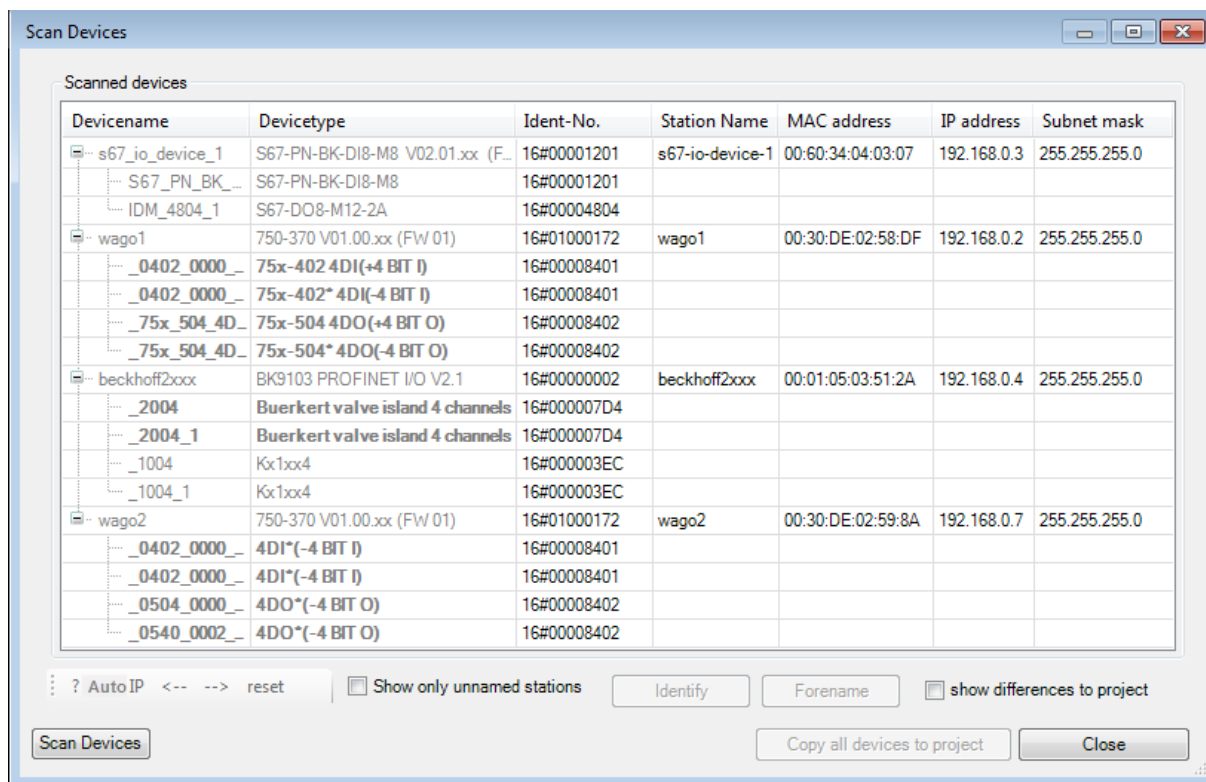 Scan Devices
Scanned devices
Devicename Devicetype Ident-No. Station Name MAC address IP address Subnet mask
s67_io_device_1 S67-PN-BK-DI8-M8 V02.01.xx (F... 16#00001201 s67-io-device-1 00:60:34:04:03:07 192.168.0.3 255.255.255.0
S67_PN_BK_... S67-PN-BK-DI8-M8 16#00001201
IDM_4804_1 S67-DO8-M12-2A 16#00004804
wago1 750-370 V01.00.xx (FW 01) 16#01000172 wago1 00:30:DE:02:58:DF 192.168.0.2 255.255.255.0
_0402_0000_... 75x-402 4DI(+4 BIT I) 16#00008401
_0402_0000_... 75x-402* 4DI(-4 BIT I) 16#00008401
_75x_504_4D... 75x-504 4DO(+4 BIT O) 16#00008402
_75x_504_4D... 75x-504* 4DO(-4 BIT O) 16#00008402
beckhoff2xxx BK9103 PROFINET I/O V2.1 16#00000002 beckhoff2xxx 00:01:05:03:51:2A 192.168.0.4 255.255.255.0
_2004 Buerkert valve island 4 channels 16#000007D4
_2004_1 Buerkert valve island 4 channels 16#000007D4
_1004 Kx1xx4 16#000003EC
_1004_1 Kx1xx4 16#000003EC
wago2 750-370 V01.00.xx (FW 01) 16#01000172 wago2 00:30:DE:02:59:8A 192.168.0.7 255.255.255.0
_0402_0000_... 4DI*(-4 BIT I) 16#00008401
_0402_0000_... 4DI*(-4 BIT I) 16#00008401
_0504_0000_... 4DO*(-4 BIT O) 16#00008402
_0540_0002_... 4DO*(-4 BIT O) 16#00008402
? Auto IP <-- --> reset Show only unnamed stations Identify Forename show differences to project
Scan Devices Copy all devices to project Close